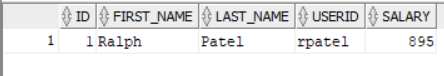 ID FIRST_NAME LAST_NAME USERID SALARY
1 1 Ralph Patel rpatel 895